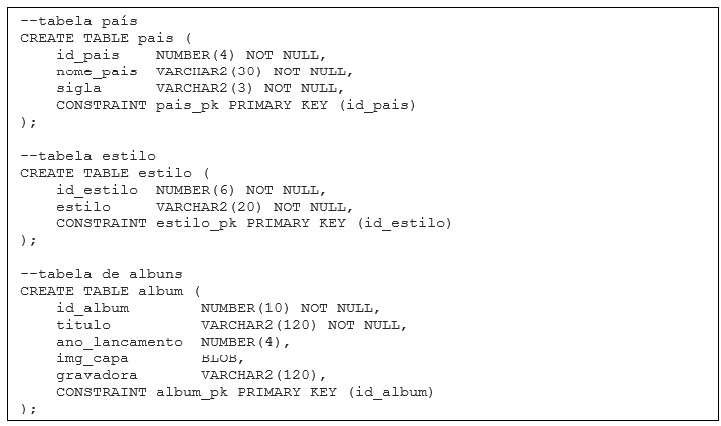 --tabela país
CREATE TABLE pais (
    id_pais    NUMBER(4) NOT NULL,
    nome_pais  VARCHAR2(30) NOT NULL,
    sigla      VARCHAR2(3) NOT NULL,
    CONSTRAINT pais_pk PRIMARY KEY (id_pais)
);

--tabela estilo
CREATE TABLE estilo (
    id_estilo  NUMBER(6) NOT NULL,
    estilo     VARCHAR2(20) NOT NULL,
    CONSTRAINT estilo_pk PRIMARY KEY (id_estilo)
);

--tabela de albuns
CREATE TABLE album (
    id_album        NUMBER(10) NOT NULL,
    titulo          VARCHAR2(120) NOT NULL,
    ano_lancamento  NUMBER(4),
    img_capa        BLOB,
    gravadora       VARCHAR2(120),
    CONSTRAINT album_pk PRIMARY KEY (id_album)
);